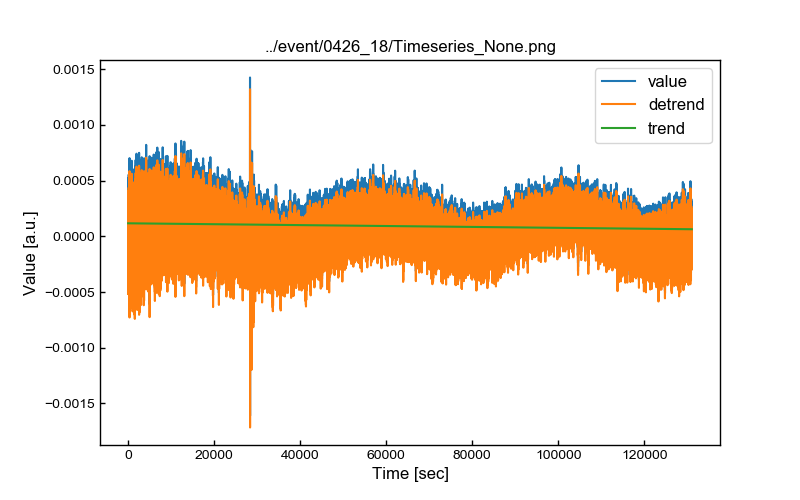 ../event/0426_18/Timeseries_None.png
0.0015
0.0010
0.0005
0.0000
−0.0005
−0.0010
−0.0015
Value [a.u.]
value
detrend
trend
0 20000 40000 60000 80000 100000 120000
Time [sec]